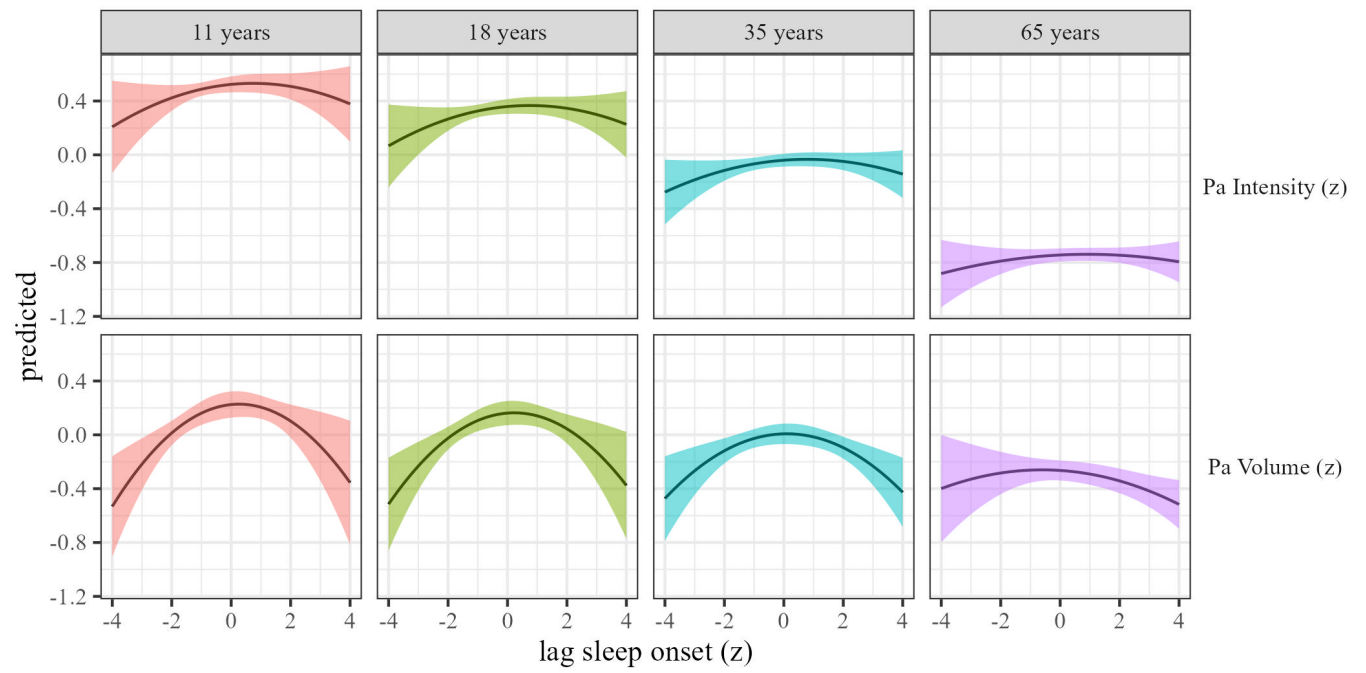 11 years 18 years 35 years 65 years
0.4
0.0
-0.4
-0.8
-1.2
Pa Intensity (z)
predicted
0.4
0.0
-0.4
-0.8
-1.2
Pa Volume (z)
-4 -2 0 2 4 -4 -2 0 2 4 -4 -2 0 2 4 -4 -2 0 2 4
lag sleep onset (z)